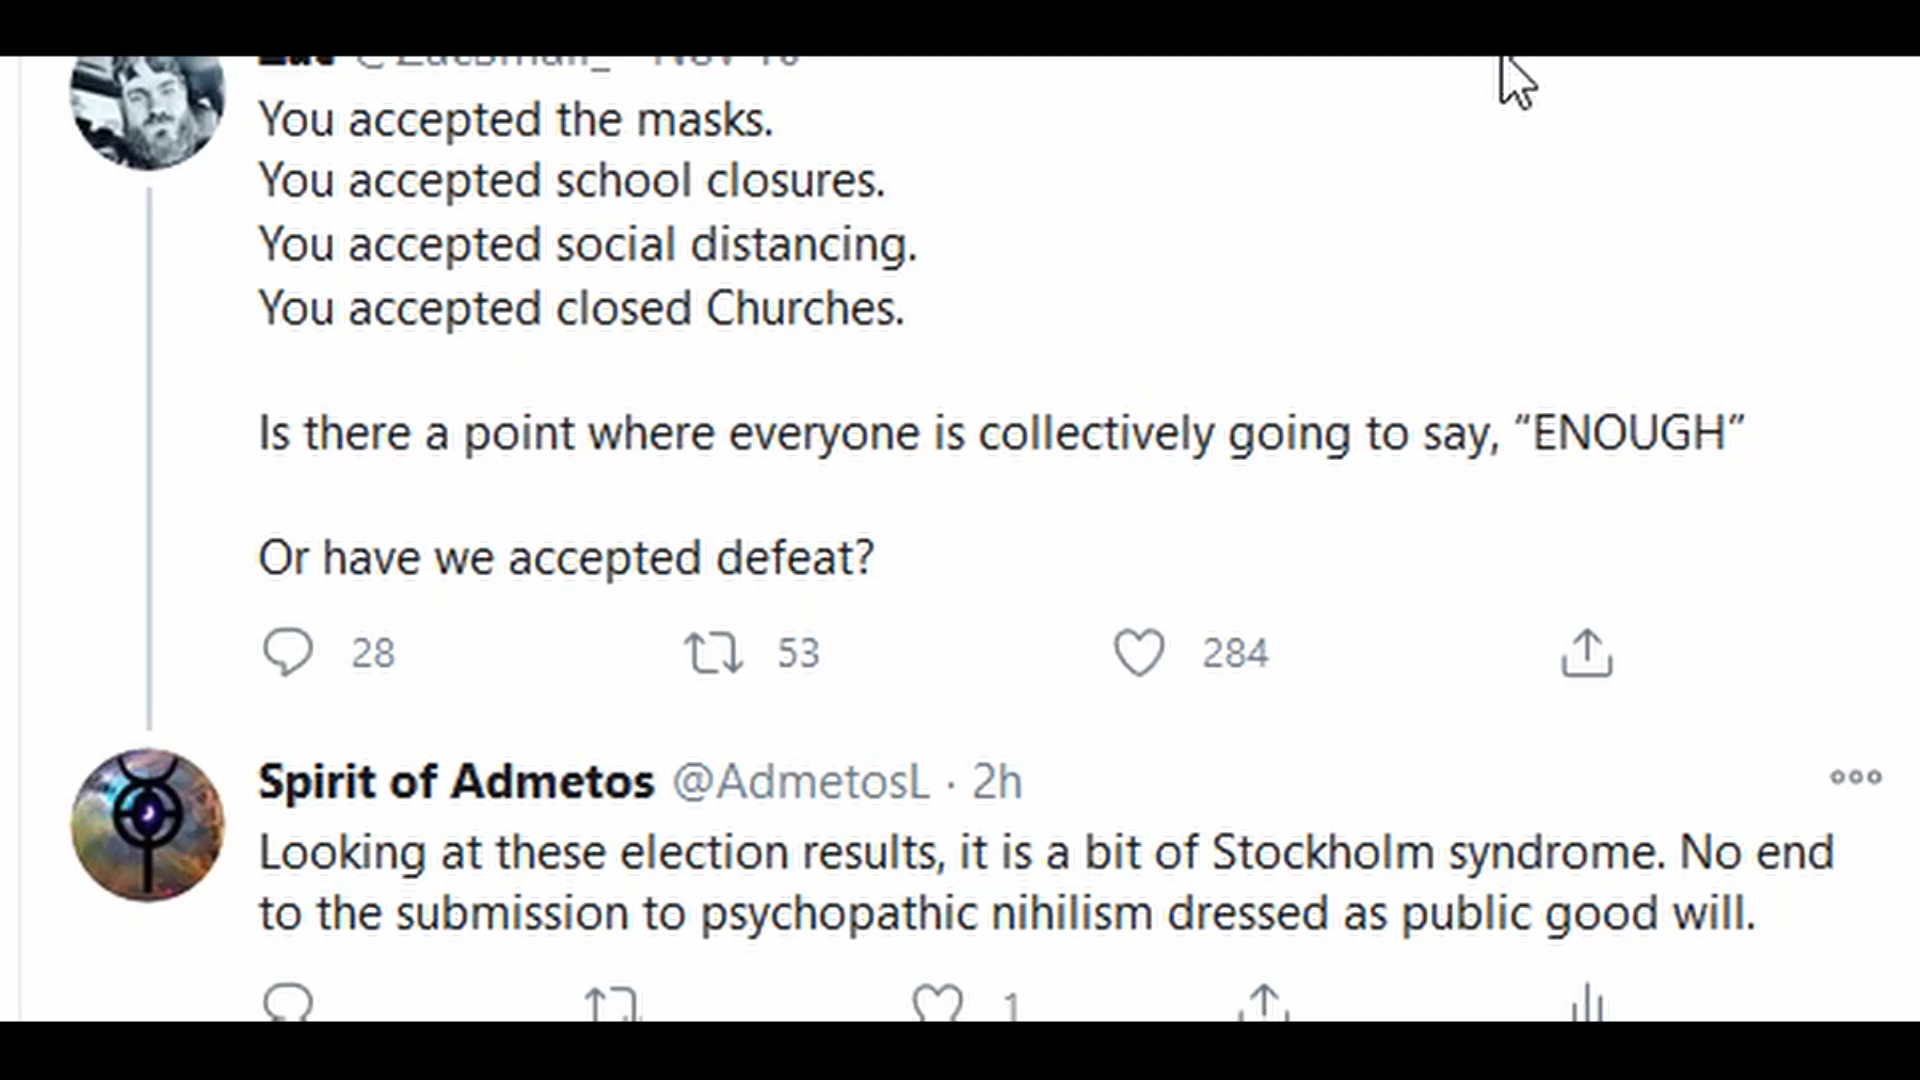 You accepted the masks.
You accepted school closures.
You accepted social distancing.
You accepted closed Churches.
Is there a point where everyone is collectively going to say, “ENOUGH”
Or have we accepted defeat?
28 53 284
Spirit of Admetos @AdmetosL · 2h
Looking at these election results, it is a bit of Stockholm syndrome. No end
to the submission to psychopathic nihilism dressed as public good will.
1